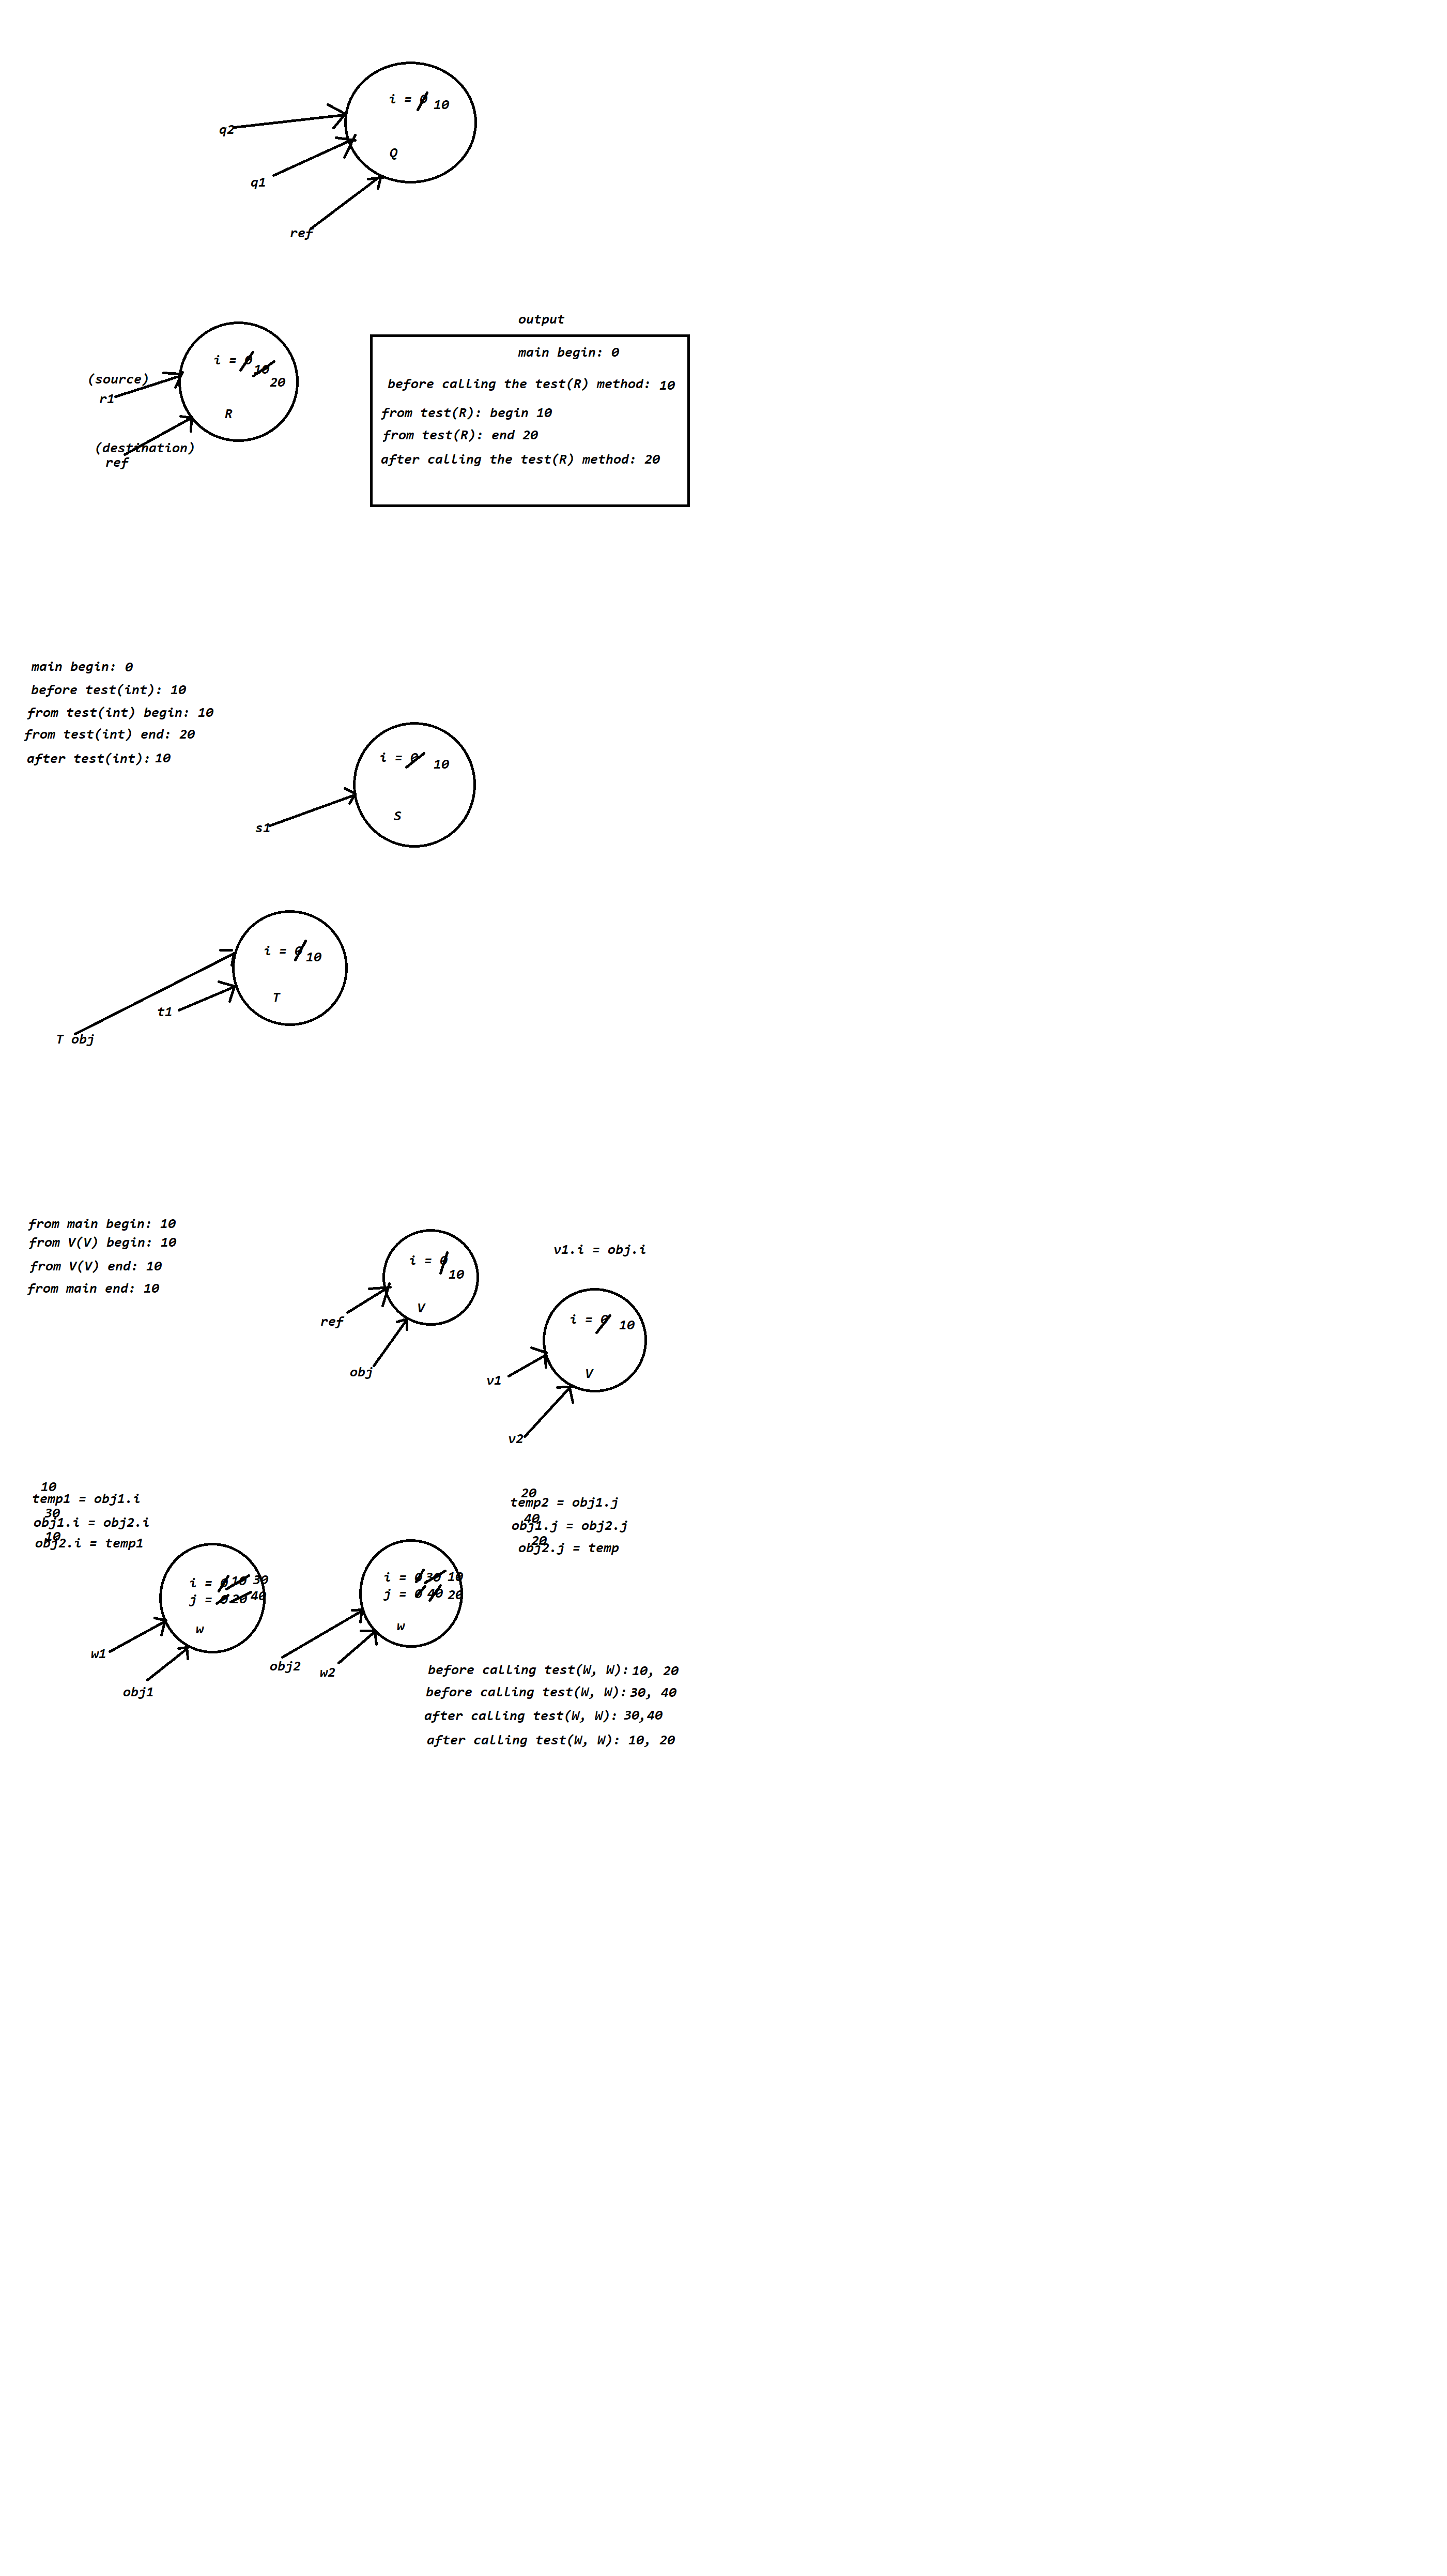 i = 0 10
q2
Q
q1
ref
output
main begin: 0
before calling the test(R) method: 10
from test(R): begin 10
from test(R): end 20
after calling the test(R) method: 20
i = 0
10
20
(source)
r1
R
(destination)
ref
main begin: 0
before test(int): 10
from test(int) begin: 10
from test(int) end: 20
after test(int): 10
i = 0 10
S
s1
i = 0 10
T
t1
T obj
from main begin: 10
from V(V) begin: 10
from V(V) end: 10
from main end: 10
i = 0
10
V
ref
obj
v1.i = obj.i
i = 0 10
V
v1
v2
10
temp1 = obj1.i
30
obj1.i = obj2.i
10
obj2.i = temp1
20
temp2 = obj1.j
40
obj1.j = obj2.j
20
obj2.j = temp
i = 0 10 30
j = 0 20 40
w
w1
obj1
i = 0 30 10
j = 0 40 20
w
obj2
w2
before calling test(W, W): 10, 20
before calling test(W, W): 30, 40
after calling test(W, W): 30,40
after calling test(W, W): 10, 20